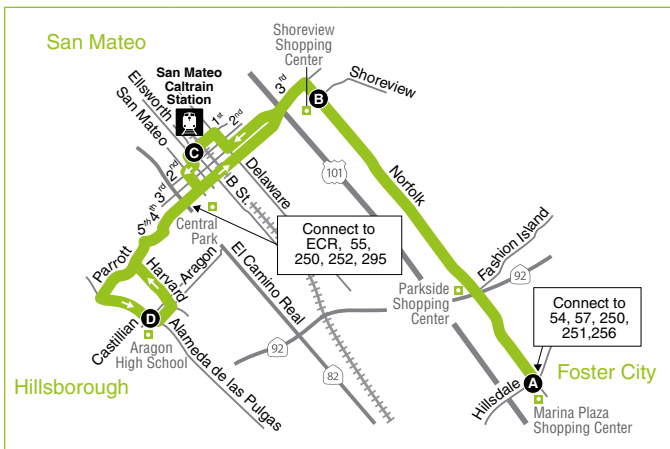 San Mateo
Shoreview
Shopping
Center
San Mateo
Caltrain
Station
Ellsworth
San Mateo
1st
2nd
3rd
B
Shoreview
C
101
Norfolk
2nd
3rd
4th
5th
Delaware
B St.
Central
Park
Connect to
ECR, 55,
250, 252, 295
Fashion Island
92
Parkside
Shopping
Center
Connect to
54, 57, 250,
251,256
Parrott
Harvard
Aragon
El Camino Real
Castillian
D
Aragon
High School
Alameda de las Pulgas
92
82
Hillsborough
Hillsdale
A
Foster City
Marina Plaza
Shopping Center